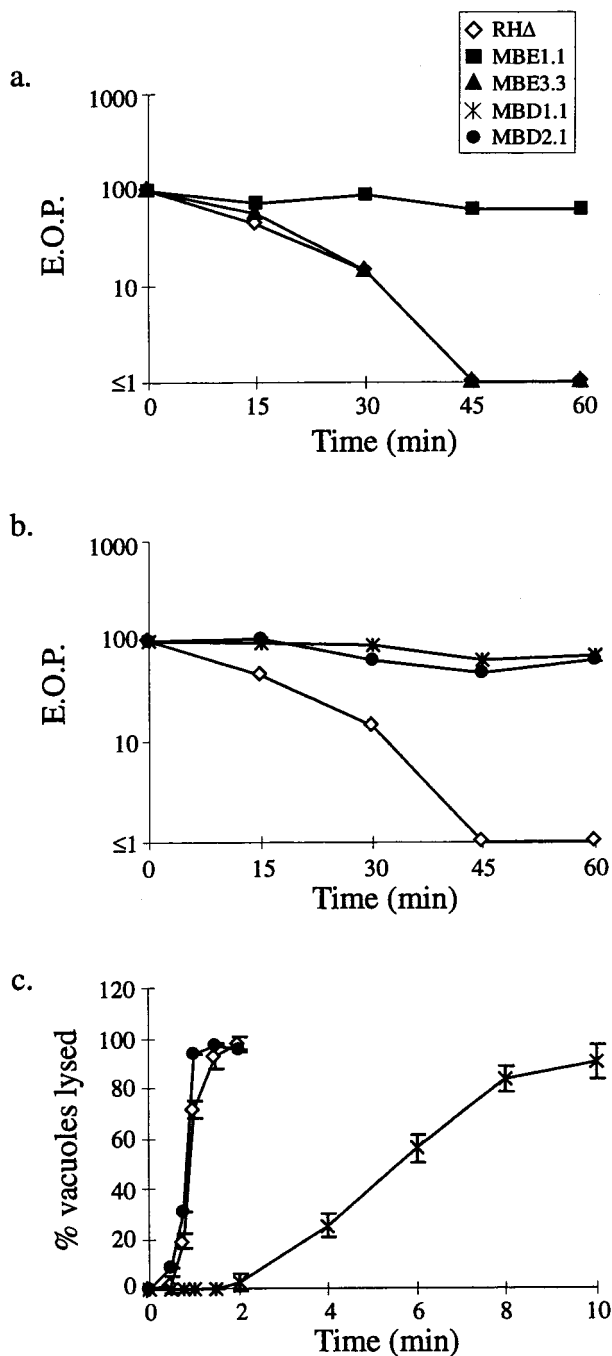 RHΔ
MBE1.1
MBE3.3
MBD1.1
MBD2.1
a.
1000
100
10
≤1
E.O.P.
0 15 30 45 60
Time (min)
b.
1000
100
10
≤1
E.O.P.
0 15 30 45 60
Time (min)
c.
120
100
80
60
40
20
0
% vacuoles lysed
0 2 4 6 8 10
Time (min)